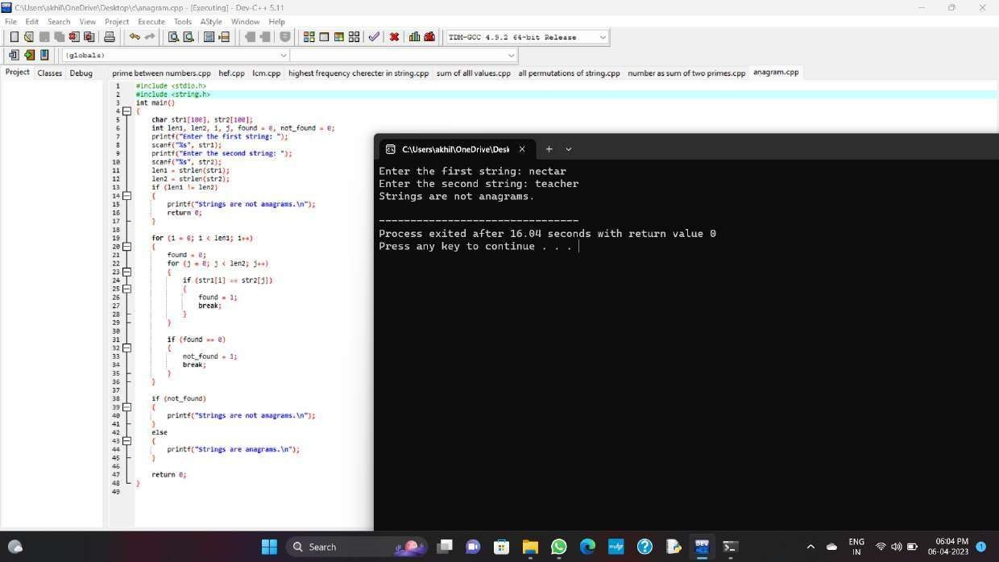 C:\Users\akhil\OneDrive\Desktop\c\anagram.cpp - [Executing] - Dev-C++ 5.11
File Edit Search View Project Execute Tools AStyle Window Help
TDM-GCC 4.9.2 64-bit Release
(globals)
Project Classes Debug
prime between numbers.cpp hef.cpp lcm.cpp highest frequency cherecter in string.cpp sum of alll values.cpp all permutations of string.cpp number as sum of two primes.cpp anagram.cpp
1 #include <stdio.h>
2 #include <string.h>
3 int main()
4 {
5 char str1[100], str2[100];
6 int len1, len2, i, j, found = 0, not_found = 0;
7 printf("Enter the first string: ");
8 scanf("%s", str1);
9 printf("Enter the second string: ");
10 scanf("%s", str2);
11 len1 = strlen(str1);
12 len2 = strlen(str2);
13 if (len1 != len2)
14 {
15 printf("Strings are not anagrams.\n");
16 return 0;
17 }
18
19 for (i = 0; i < len1; i++)
20 {
21 found = 0;
22 for (j = 0; j < len2; j++)
23 {
24 if (str1[i] == str2[j])
25 {
26 found = 1;
27 break;
28 }
29 }
30
31 if (found == 0)
32 {
33 not_found = 1;
34 break;
35 }
36 }
37
38 if (not_found)
39 {
40 printf("Strings are not anagrams.\n");
41 }
42 else
43 {
44 printf("Strings are anagrams.\n");
45 }
46
47 return 0;
48 }
49
C:\Users\akhil\OneDrive\Desk
Enter the first string: nectar
Enter the second string: teacher
Strings are not anagrams.
--------------------------------
Process exited after 16.04 seconds with return value 0
Press any key to continue . . .
Search
DEV
ENG
IN
06:04 PM
06-04-2023
1